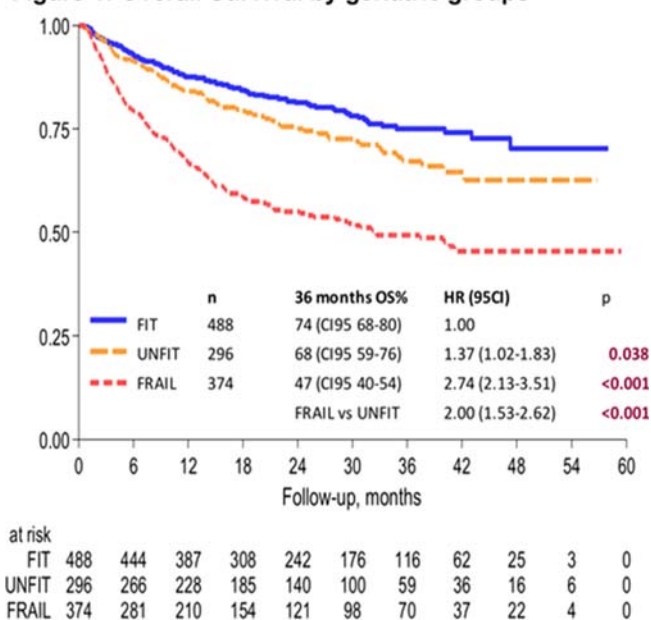 1.00
0.75
0.50
n 36 months OS% HR (95CI) p
FIT 488 74 (CI95 68-80) 1.00
0.25
UNFIT 296 68 (CI95 59-76) 1.37 (1.02-1.83) 0.038
FRAIL 374 47 (CI95 40-54) 2.74 (2.13-3.51) <0.001
FRAIL vs UNFIT 2.00 (1.53-2.62) <0.001
0.00
0 6 12 18 24 30 36 42 48 54 60
Follow-up, months
at risk
FIT 488 444 387 308 242 176 116 62 25 3 0
UNFIT 296 266 228 185 140 100 59 36 16 6 0
FRAIL 374 281 210 154 121 98 70 37 22 4 0